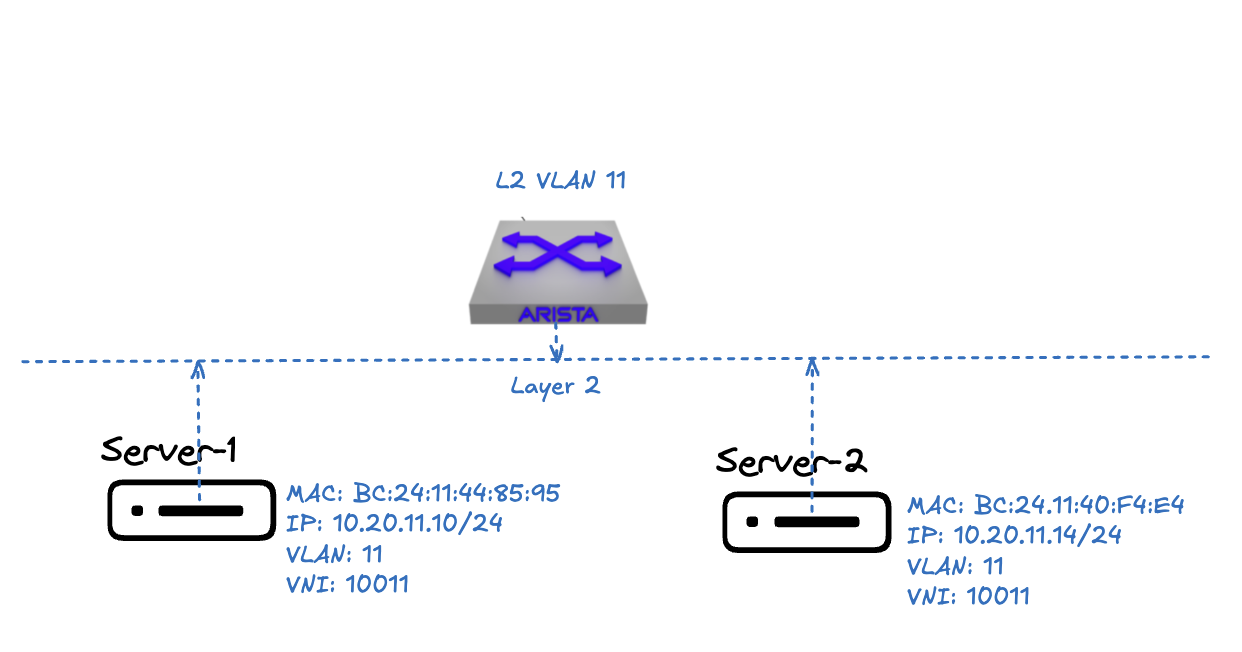 L2 VLAN 11
ARISTA
Layer 2
Server-1
MAC: BC:24:11:44:85:95
IP: 10.20.11.10/24
VLAN: 11
VNI: 10011
Server-2
MAC: BC:24.11:40:F4:E4
IP: 10.20.11.14/24
VLAN: 11
VNI: 10011